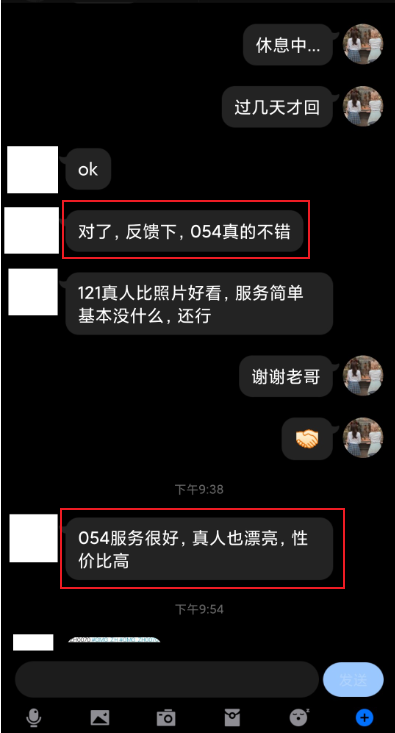 休息中...
过几天才回
ok
对了，反馈下，054真的不错
121真人比照片好看，服务简单
基本没什么，还行
谢谢老哥
下午9:38
054服务很好，真人也漂亮，性
价比高
下午9:54
发送